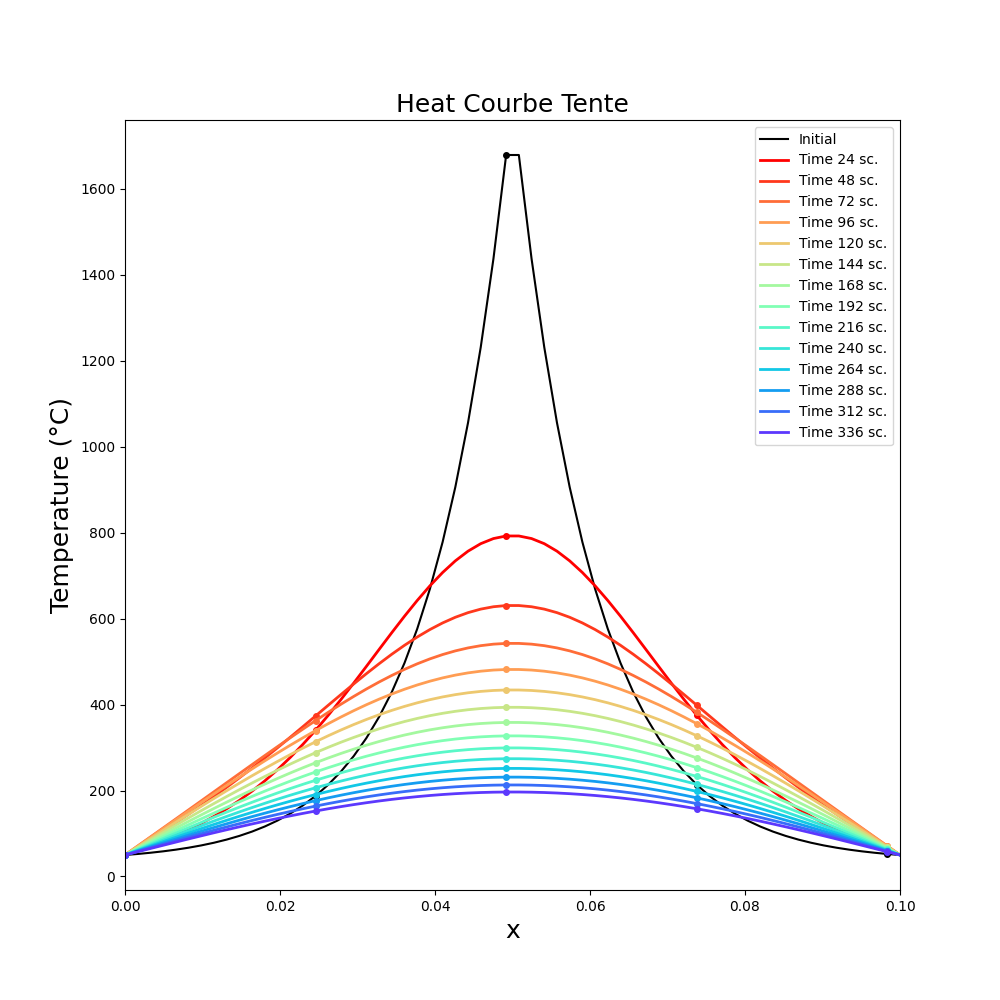 Heat Courbe Tente
Initial
Time 24 sc.
Time 48 sc.
Time 72 sc.
Time 96 sc.
Time 120 sc.
Time 144 sc.
Time 168 sc.
Time 192 sc.
Time 216 sc.
Time 240 sc.
Time 264 sc.
Time 288 sc.
Time 312 sc.
Time 336 sc.
Temperature (°C)
1600
1400
1200
1000
800
600
400
200
0
0.00 0.02 0.04 0.06 0.08 0.10
x